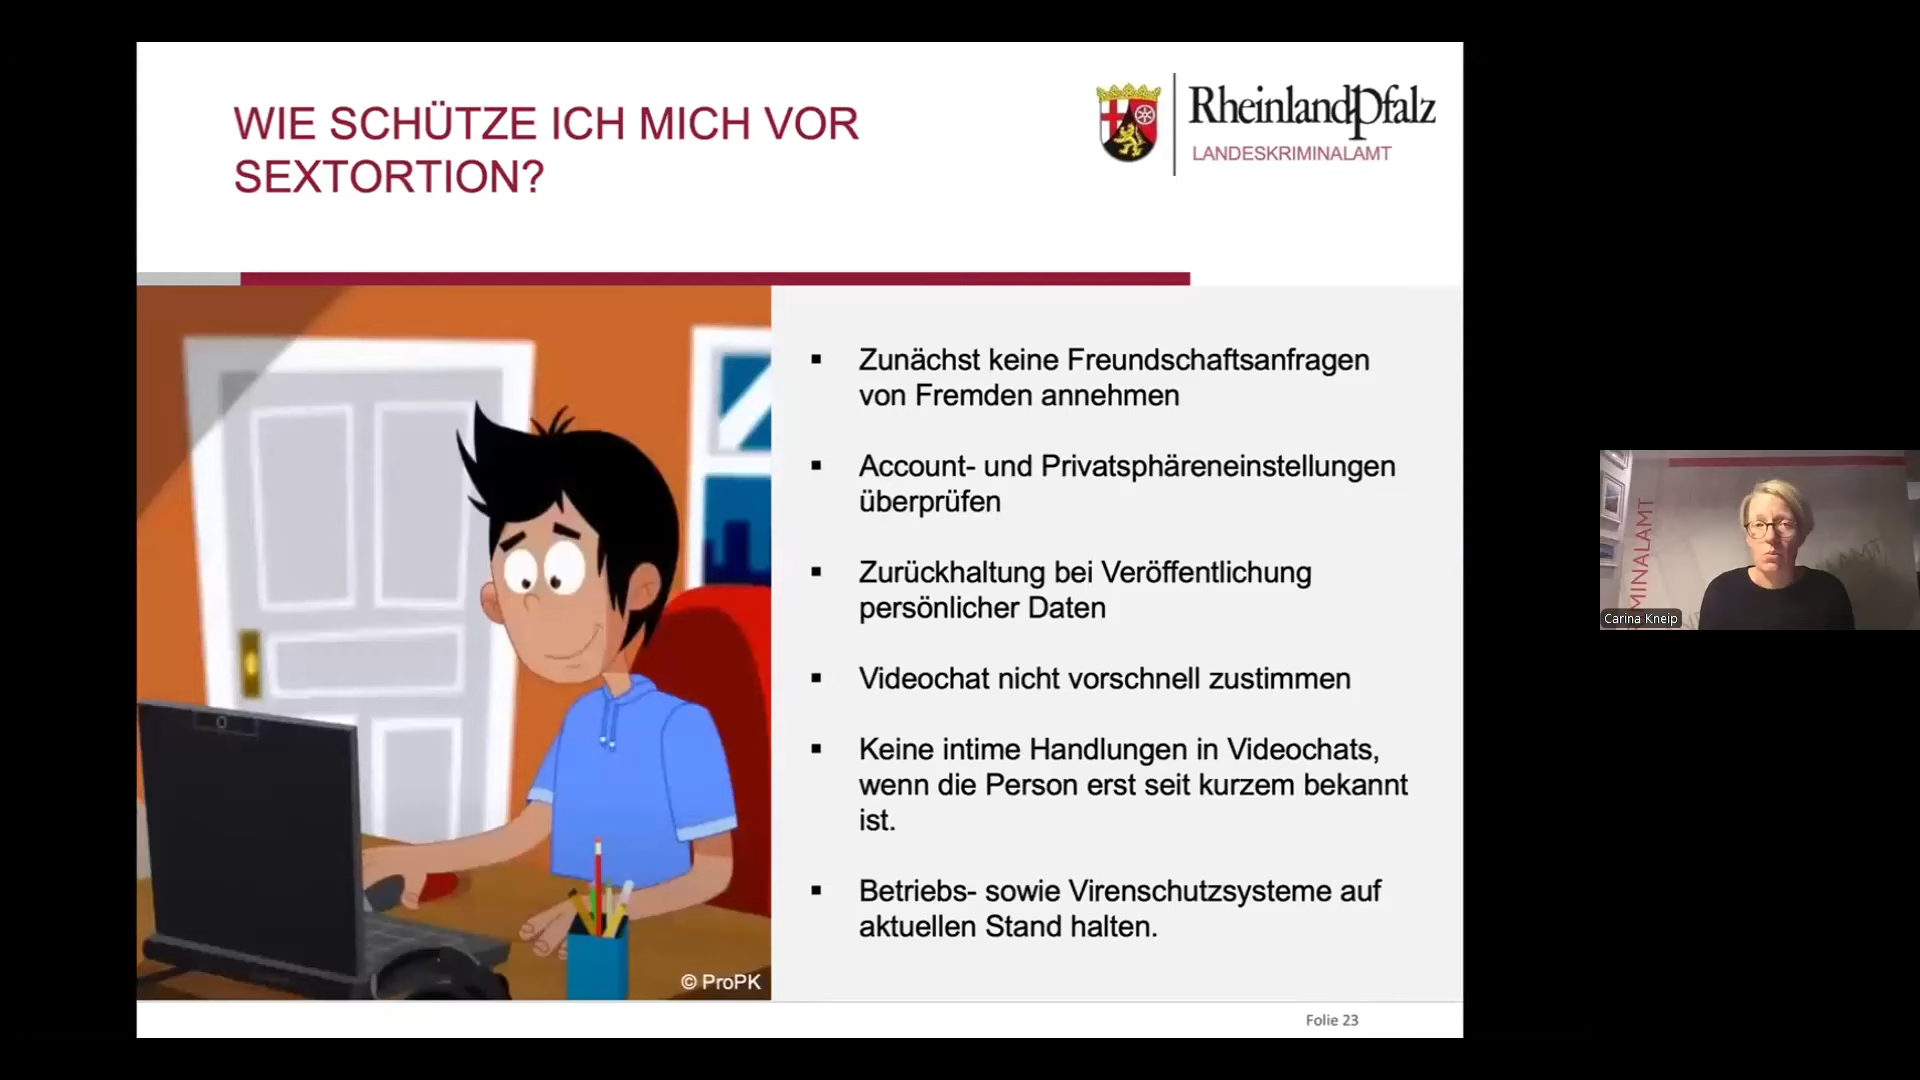 WIE SCHÜTZE ICH MICH VOR
SEXTORTION?
RheinlandPfalz
LANDESKRIMINALAMT
▪ Zunächst keine Freundschaftsanfragen
von Fremden annehmen
▪ Account- und Privatsphäreneinstellungen
überprüfen
▪ Zurückhaltung bei Veröffentlichung
persönlicher Daten
▪ Videochat nicht vorschnell zustimmen
▪ Keine intime Handlungen in Videochats,
wenn die Person erst seit kurzem bekannt
ist.
▪ Betriebs- sowie Virenschutzsysteme auf
aktuellen Stand halten.
© ProPK
Folie 23
MINALAMT
Carina Kneip